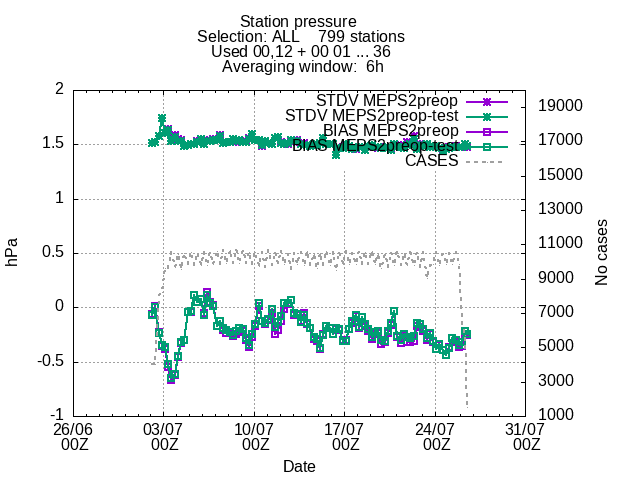 Station pressure
Selection: ALL    799 stations
Used 00,12 + 00 01 ... 36
Averaging window:  6h
STDV MEPS2preop
STDV MEPS2preop-test
BIAS MEPS2preop
BIAS MEPS2preop-test
CASES
2
1.5
1
0.5
0
-0.5
-1
hPa
19000
17000
15000
13000
11000
9000
7000
5000
3000
1000
No cases
26/06 03/07 10/07 17/07 24/07 31/07
00Z 00Z 00Z 00Z 00Z 00Z
Date